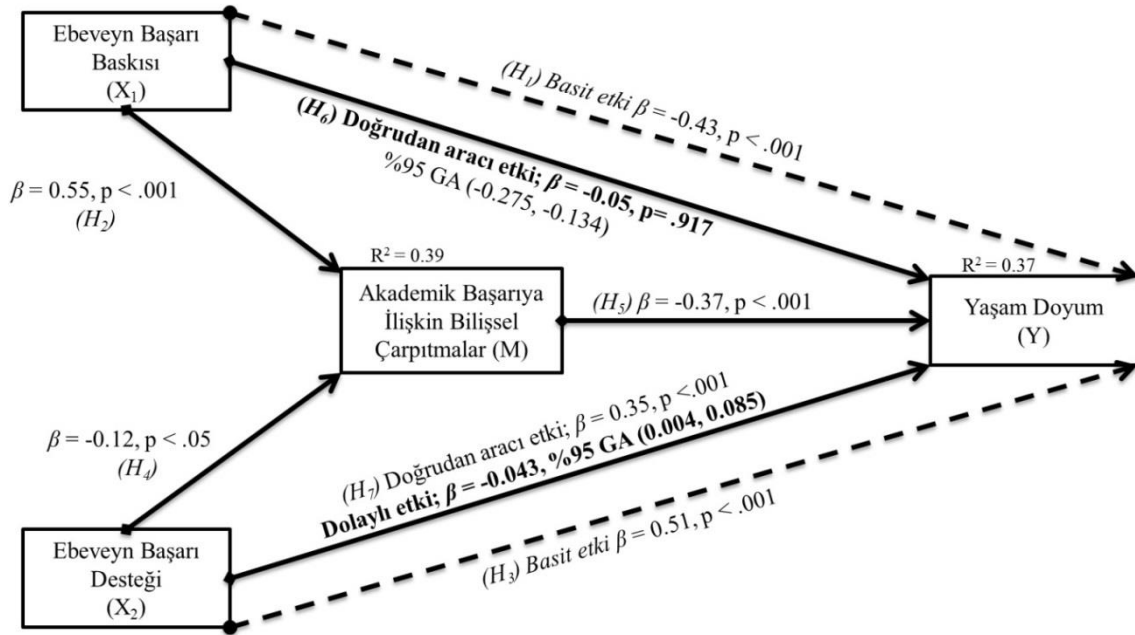 Ebeveyn Başarı
Baskısı
(X₁)
(H₁) Basit etki β = -0.43, p < .001
(H₆) Doğrudan aracı etki; β = -0.05, p= .917
%95 GA (-0.275, -0.134)
β = 0.55, p < .001
(H₂)
R² = 0.39
Akademik Başarıya
İlişkin Bilişsel
Çarpıtmalar (M)
(H₅) β = -0.37, p < .001
R² = 0.37
Yaşam Doyum
(Y)
β = -0.12, p < .05
(H₄)
(H₇) Doğrudan aracı etki; β = 0.35, p <.001
Dolaylı etki; β = -0.043, %95 GA (0.004, 0.085)
(H₃) Basit etki β = 0.51, p < .001
Ebeveyn Başarı
Desteği
(X₂)